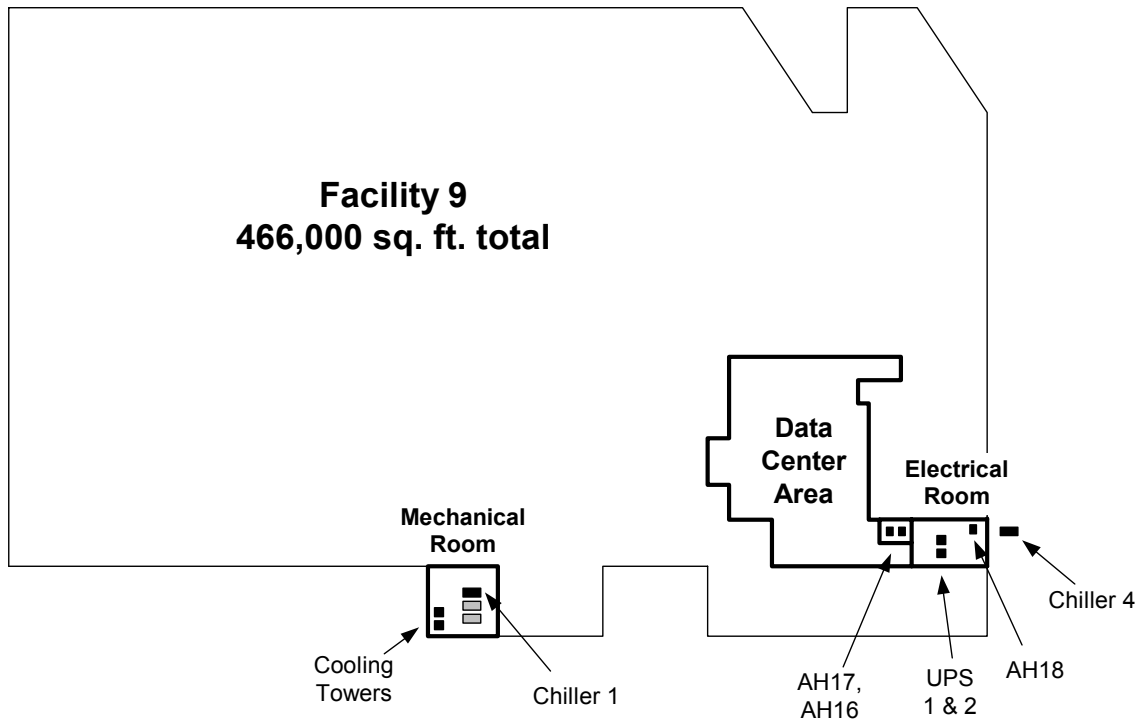 Facility 9
466,000 sq. ft. total
Data
Center
Area
Electrical
Room
Mechanical
Room
Chiller 4
Cooling
Towers
Chiller 1
AH17,
AH16
UPS
1 & 2
AH18